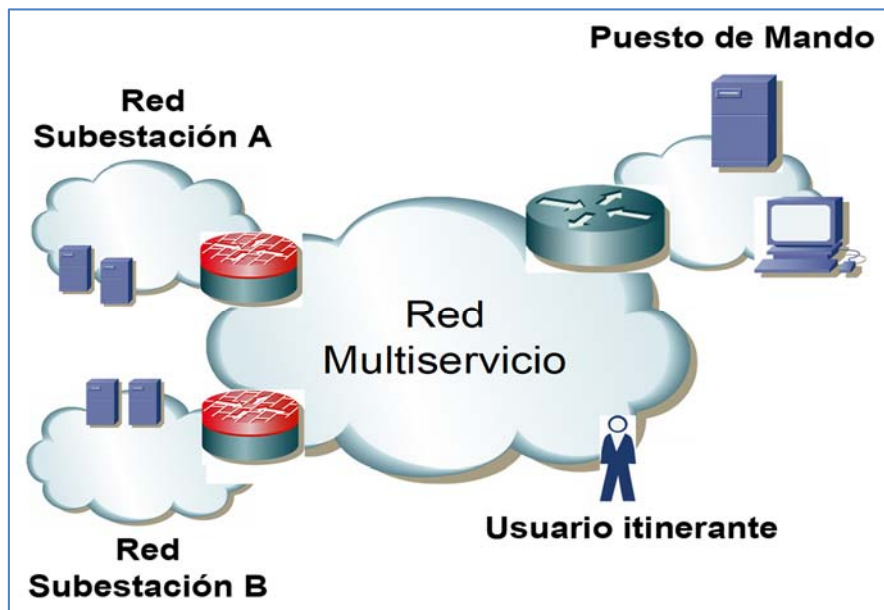 Puesto de Mando
Red
Subestación A
Red
Multiservicio
Usuario itinerante
Red
Subestación B